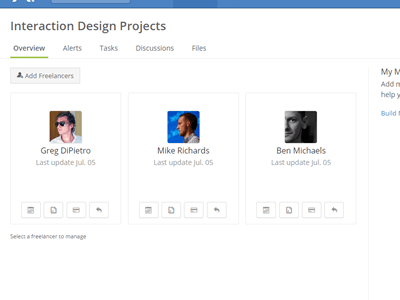 Interaction Design Projects
Overview Alerts Tasks Discussions Files
Add Freelancers
My M
Add m
help y
Build
Greg DiPietro Mike Richards Ben Michaels
Last update Jul. 05 Last update Jul. 05 Last update Jul. 05
Select a freelancer to manage